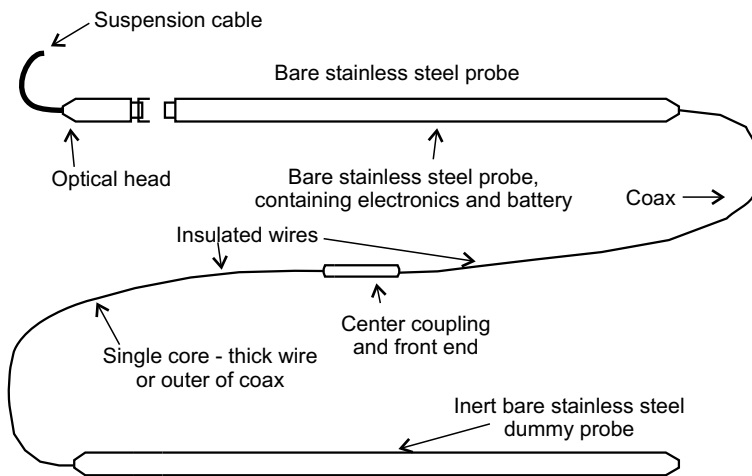 Suspension cable
Bare stainless steel probe
Optical head
Bare stainless steel probe,
containing electronics and battery
Coax
Insulated wires
Center coupling
and front end
Single core - thick wire
or outer of coax
Inert bare stainless steel
dummy probe